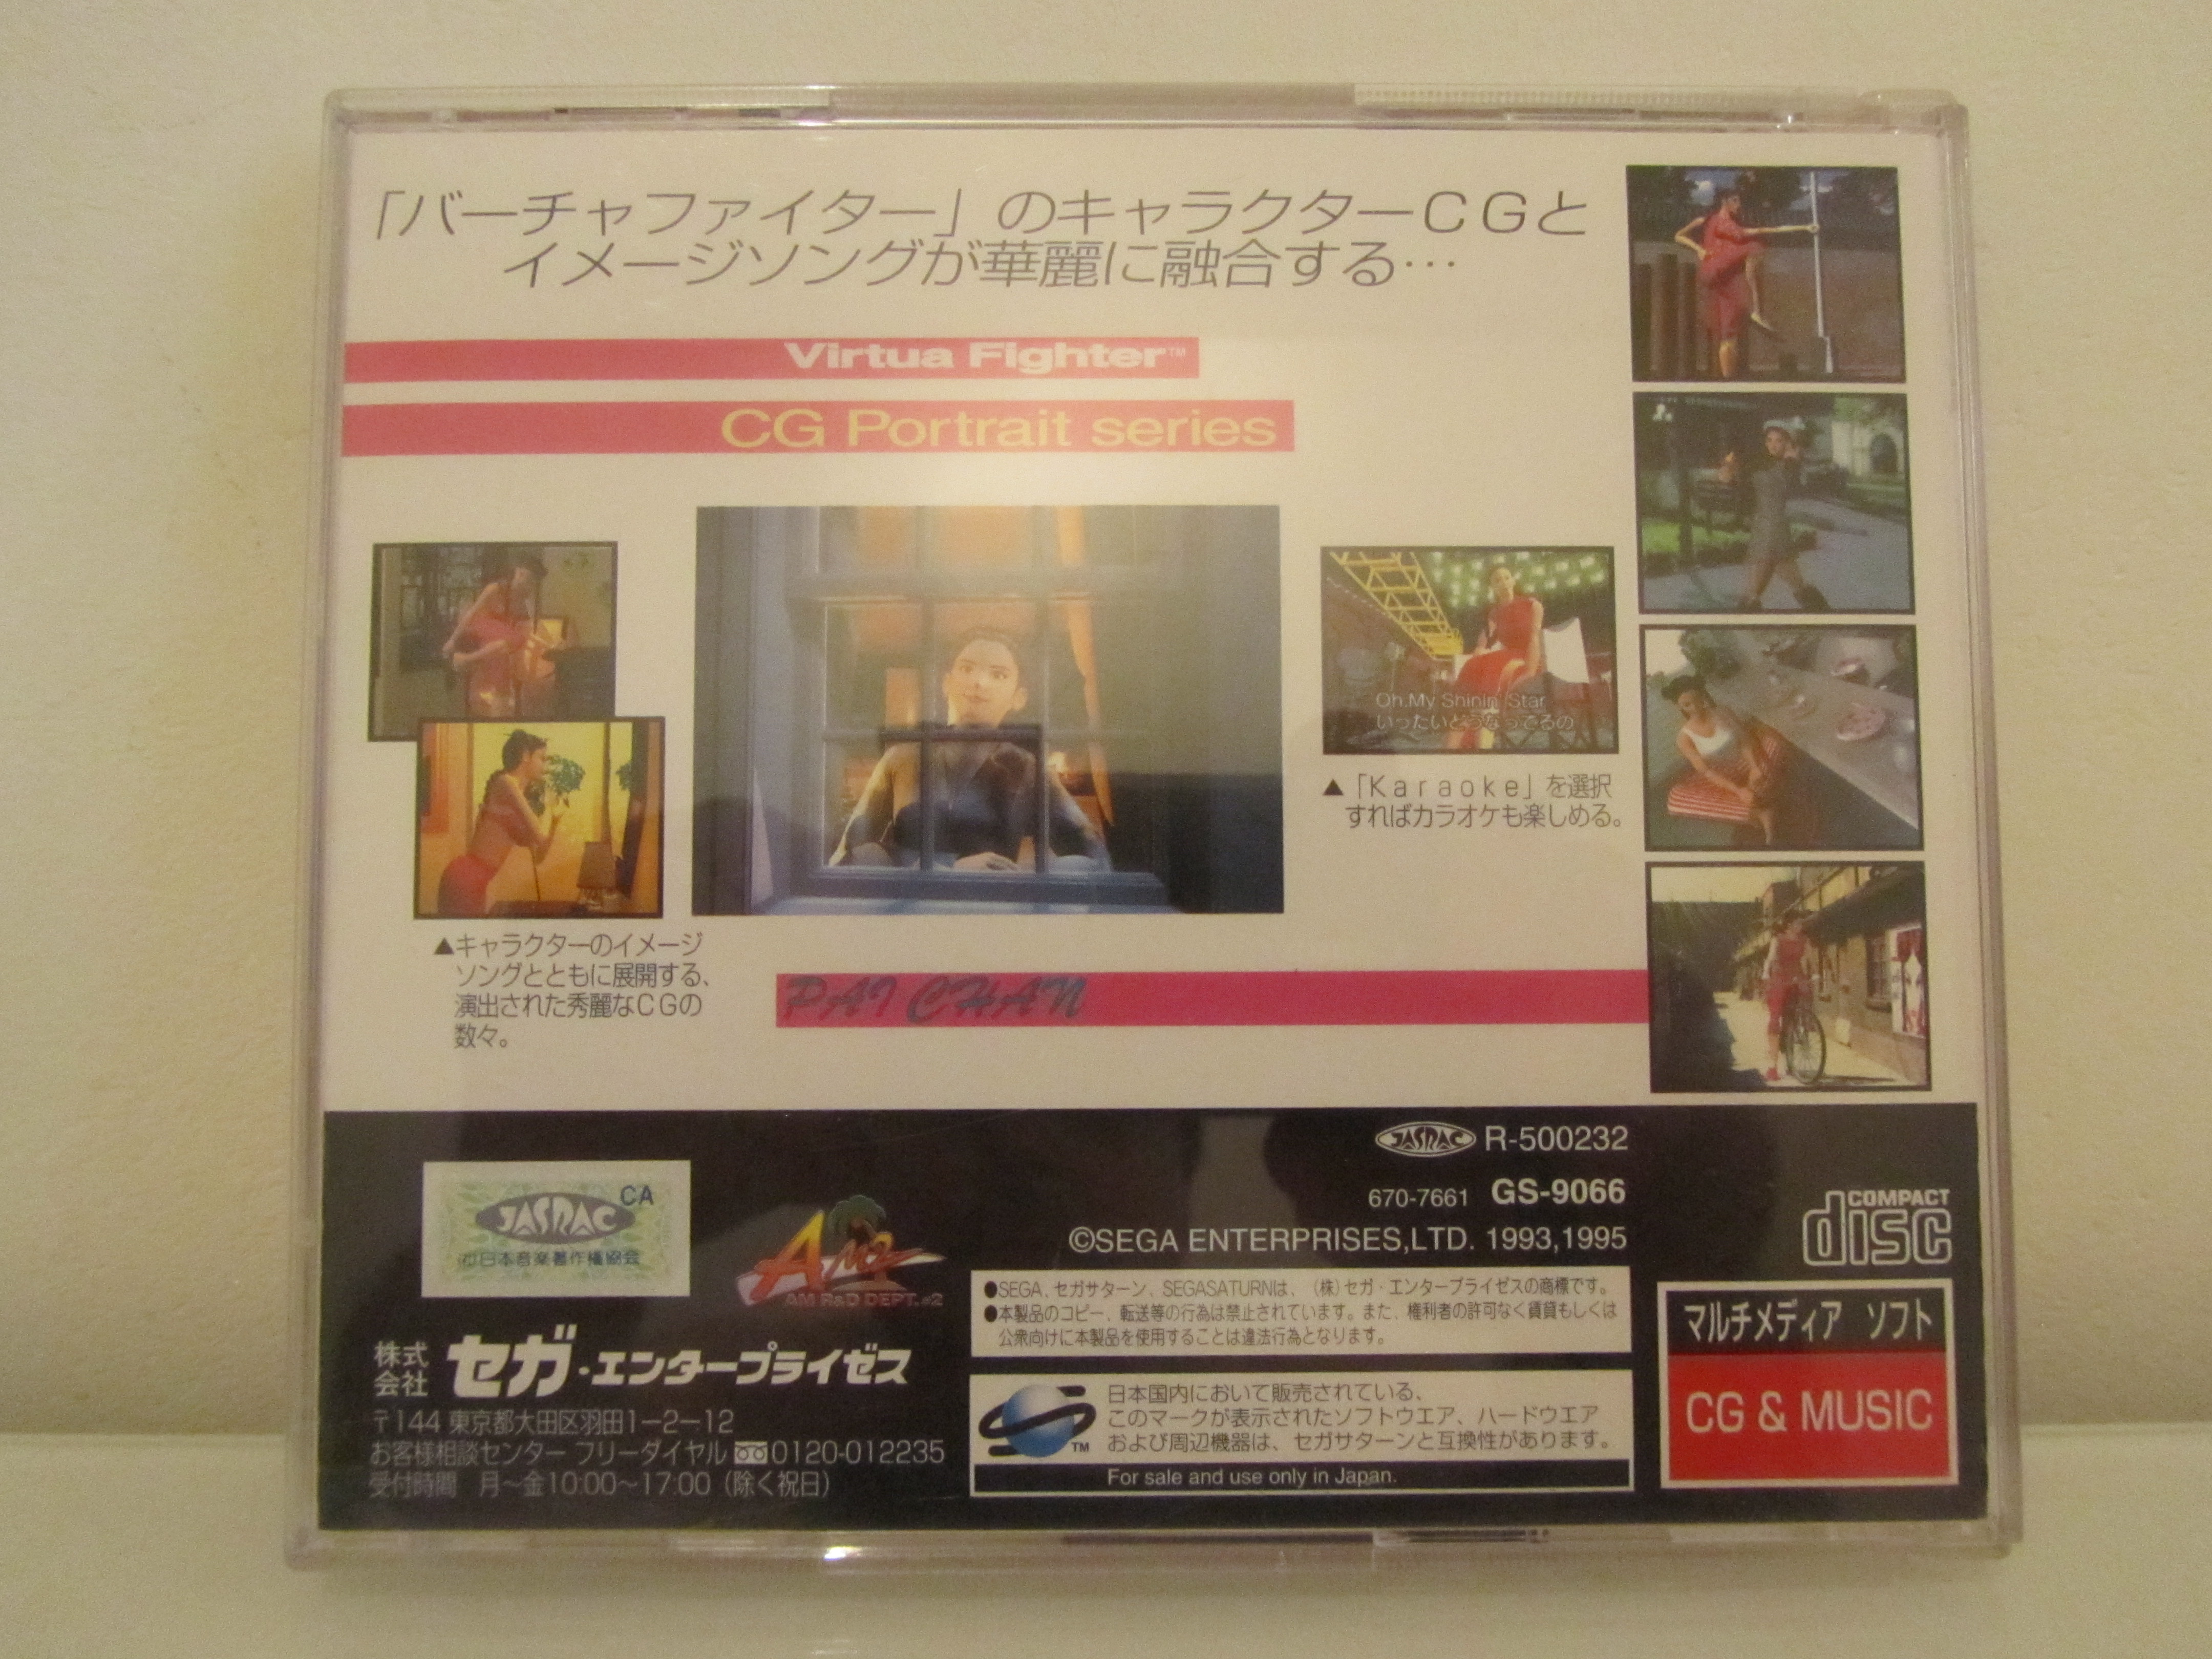 「バーチャファイター」のキャラクターCGと
イメージソングが華麗に融合する…
Virtua Fighter™
CG Portrait series
Oh,My Shinin' Star
いったいどうなってるの
▲「Karaoke」を選択
すればカラオケも楽しめる。
▲キャラクターのイメージ
ソングとともに展開する、
演出された秀麗なCGの
数々。
PAI CHAN
JASRAC R-500232
670-7661 GS-9066
©SEGA ENTERPRISES,LTD. 1993,1995
COMPACT
disc
CA
JASRAC
(社)日本音楽著作権協会
AM2
AM R&D DEPT.#2
●SEGA、セガサターン、SEGASATURNは、(株)セガ・エンタープライゼスの商標です。
●本製品のコピー、転送等の行為は禁止されています。また、権利者の許可なく賃貸もしくは
公衆向けに本製品を使用することは違法行為となります。
マルチメディア ソフト
CG & MUSIC
株式会社 セガ・エンタープライゼス
〒144 東京都大田区羽田1-2-12
お客様相談センター フリーダイヤル 0120-012235
受付時間 月〜金10:00〜17:00(除く祝日)
日本国内において販売されている、
このマークが表示されたソフトウエア、ハードウエア
および周辺機器は、セガサターンと互換性があります。
TM
For sale and use only in Japan.